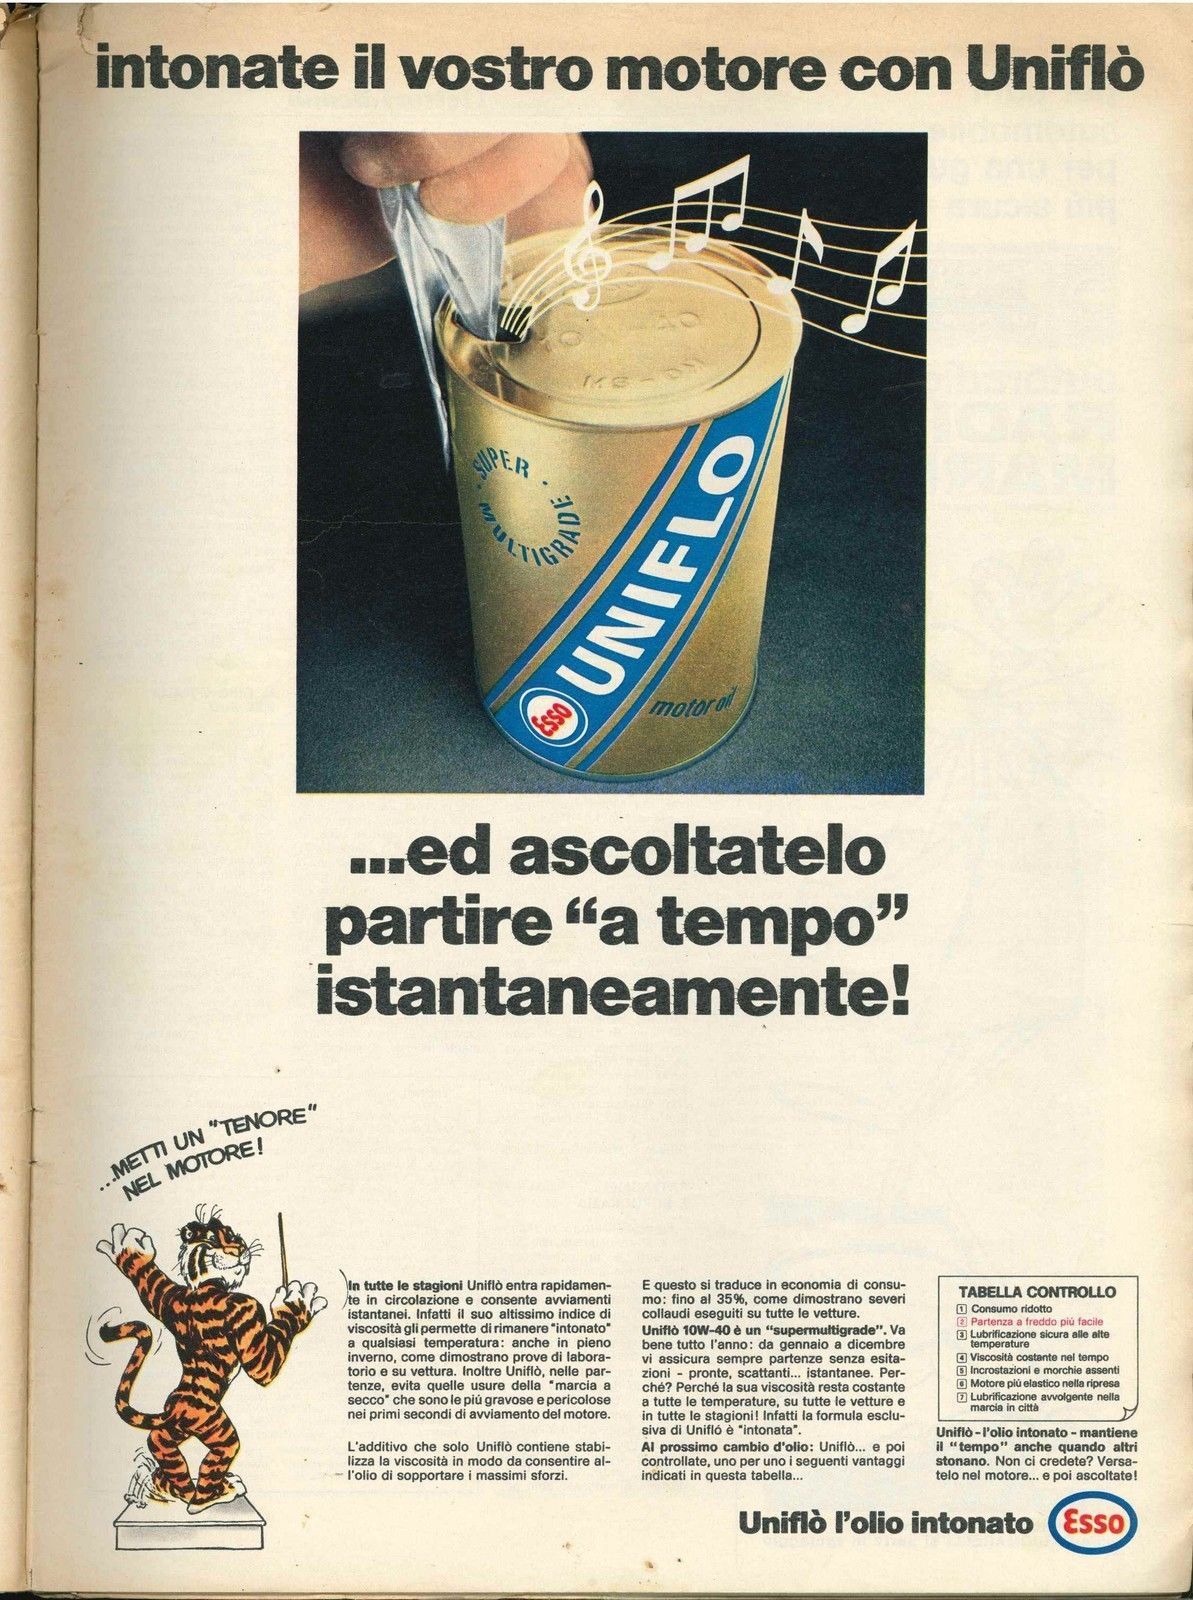 intonate il vostro motore con Uniflò
SUPER
MULTIGRADE
UNIFLO
Esso
motor oil
...ed ascoltatelo
partire “a tempo”
istantaneamente!
...METTI UN "TENORE"
NEL MOTORE!
In tutte le stagioni Uniflò entra rapidamen-
te in circolazione e consente avviamenti
istantanei. Infatti il suo altissimo indice di
viscosità gli permette di rimanere "intonato"
a qualsiasi temperatura: anche in pieno
inverno, come dimostrano prove di labora-
torio e su vettura. Inoltre Uniflò, nelle par-
tenze, evita quelle usure della "marcia a
secco" che sono le più gravose e pericolose
nei primi secondi di avviamento del motore.
L'additivo che solo Uniflò contiene stabi-
lizza la viscosità in modo da consentire al-
l'olio di sopportare i massimi sforzi.
E questo si traduce in economia di consu-
mo: fino al 35%, come dimostrano severi
collaudi eseguiti su tutte le vetture.
Uniflò 10W-40 è un "supermultigrade". Va
bene tutto l'anno: da gennaio a dicembre
vi assicura sempre partenze senza esita-
zioni - pronte, scattanti... istantanee. Per-
ché? Perché la sua viscosità resta costante
a tutte le temperature, su tutte le vetture e
in tutte le stagioni! Infatti la formula esclu-
siva di Uniflò è "intonata".
Al prossimo cambio d'olio: Uniflò... e poi
controllate, uno per uno i seguenti vantaggi
indicati in questa tabella...
TABELLA CONTROLLO
1 Consumo ridotto
2 Partenza a freddo più facile
3 Lubrificazione sicura alle alte
temperature
4 Viscosità costante nel tempo
5 Incrostazioni e morchie assenti
6 Motore più elastico nella ripresa
7 Lubrificazione avvolgente nella
marcia in città
Uniflò - l'olio intonato - mantiene
il "tempo" anche quando altri
stonano. Non ci credete? Versa-
telo nel motore... e poi ascoltate!
Uniflò l'olio intonato
Esso